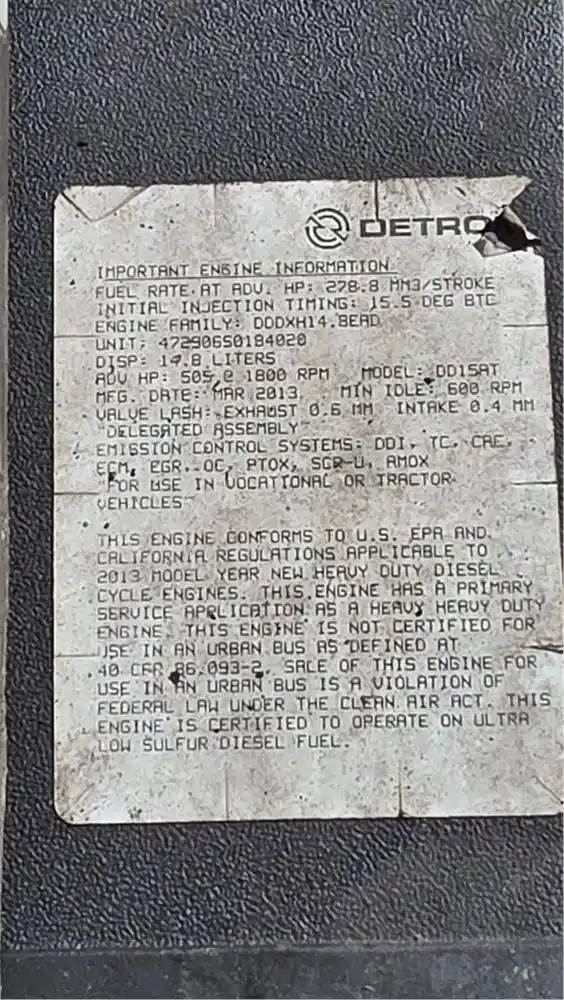 DETRO
IMPORTANT ENGINE INFORMATION
FUEL RATE AT ADV. HP: 278.8 MM3/STROKE
INITIAL INJECTION TIMING: 15.5 DEG BTC
ENGINE FAMILY: DDDXH14.8EAD
UNIT: 47290650184020
DISP: 14.8 LITERS
ADV HP: 505 @ 1800 RPM MODEL: DD15AT
MFG. DATE: MAR 2013 MIN IDLE: 600 RPM
VALVE LASH: EXHAUST 0.6 MM INTAKE 0.4 MM
"DELEGATED ASSEMBLY"
EMISSION CONTROL SYSTEMS: DDI, TC, CAC,
ECM, EGR, OC, PTOX, SCR-U, AMOX
"FOR USE IN VOCATIONAL OR TRACTOR
VEHICLES"
THIS ENGINE CONFORMS TO U.S. EPA AND
CALIFORNIA REGULATIONS APPLICABLE TO
2013 MODEL YEAR NEW HEAVY DUTY DIESEL
CYCLE ENGINES. THIS ENGINE HAS A PRIMARY
SERVICE APPLICATION AS A HEAVY HEAVY DUTY
ENGINE. THIS ENGINE IS NOT CERTIFIED FOR
USE IN AN URBAN BUS AS DEFINED AT
40 CFR 86.093-2. SALE OF THIS ENGINE FOR
USE IN AN URBAN BUS IS A VIOLATION OF
FEDERAL LAW UNDER THE CLEAN AIR ACT. THIS
ENGINE IS CERTIFIED TO OPERATE ON ULTRA
LOW SULFUR DIESEL FUEL.